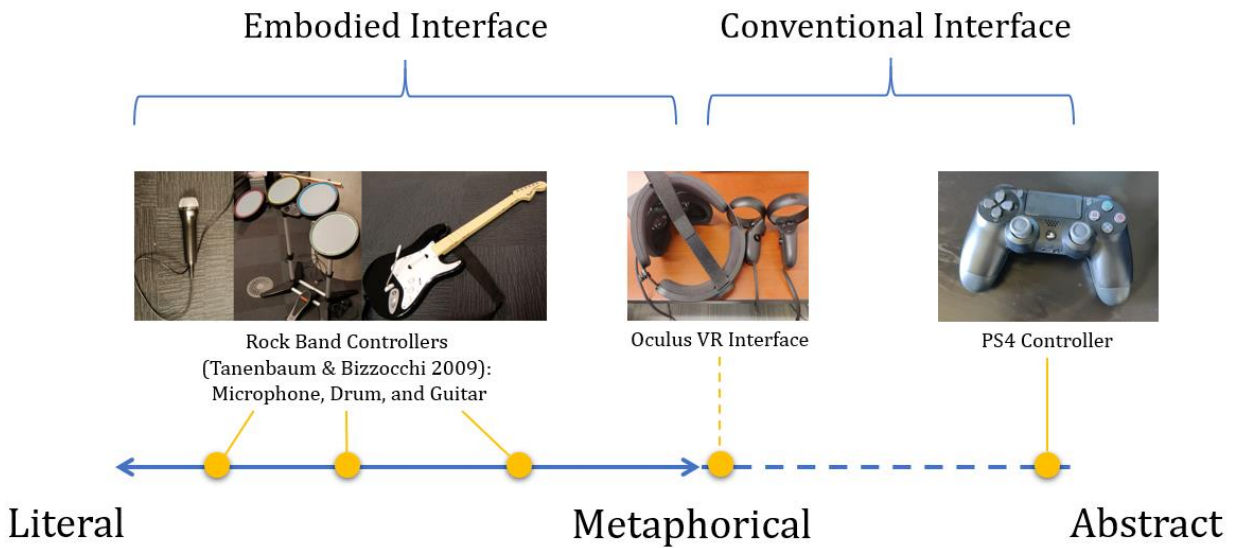 Embodied Interface
Conventional Interface
Rock Band Controllers
(Tanenbaum & Bizzocchi 2009):
Microphone, Drum, and Guitar
Oculus VR Interface
PS4 Controller
Literal
Metaphorical
Abstract